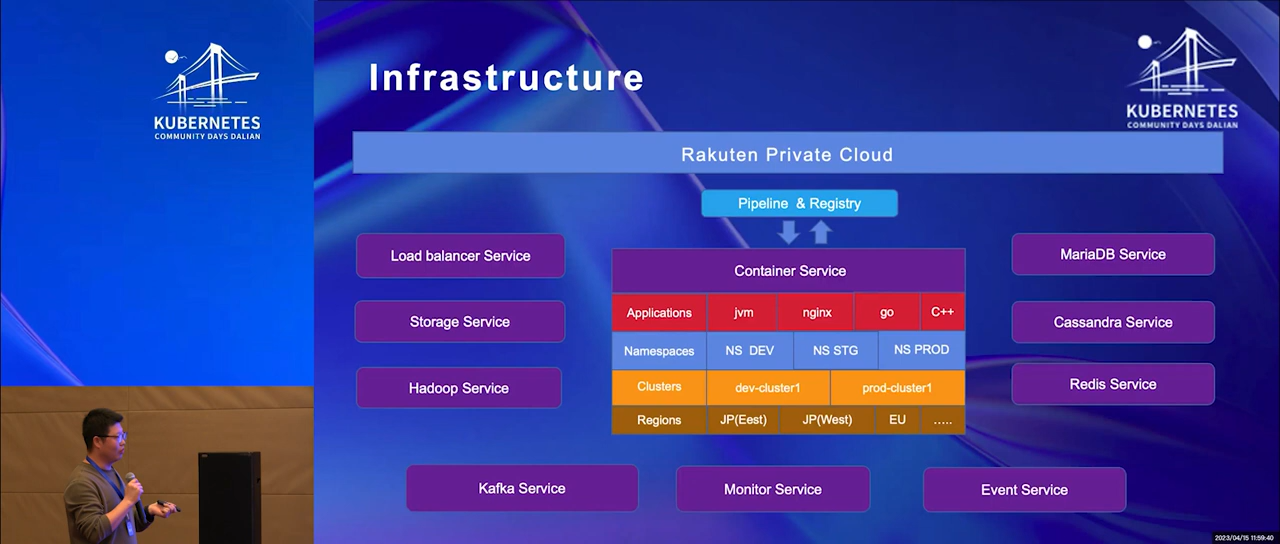 KUBERNETES
COMMUNITY DAYS DALIAN
Infrastructure
KUBERNETES
COMMUNITY DAYS DALIAN
Rakuten Private Cloud
Pipeline & Registry
Load balancer Service
Storage Service
Hadoop Service
Container Service
Applications jvm nginx go C++
Namespaces NS DEV NS STG NS PROD
Clusters dev-cluster1 prod-cluster1
Regions JP(Eest) JP(West) EU .....
MariaDB Service
Cassandra Service
Redis Service
Kafka Service
Monitor Service
Event Service
2023/04/15 11:59:40